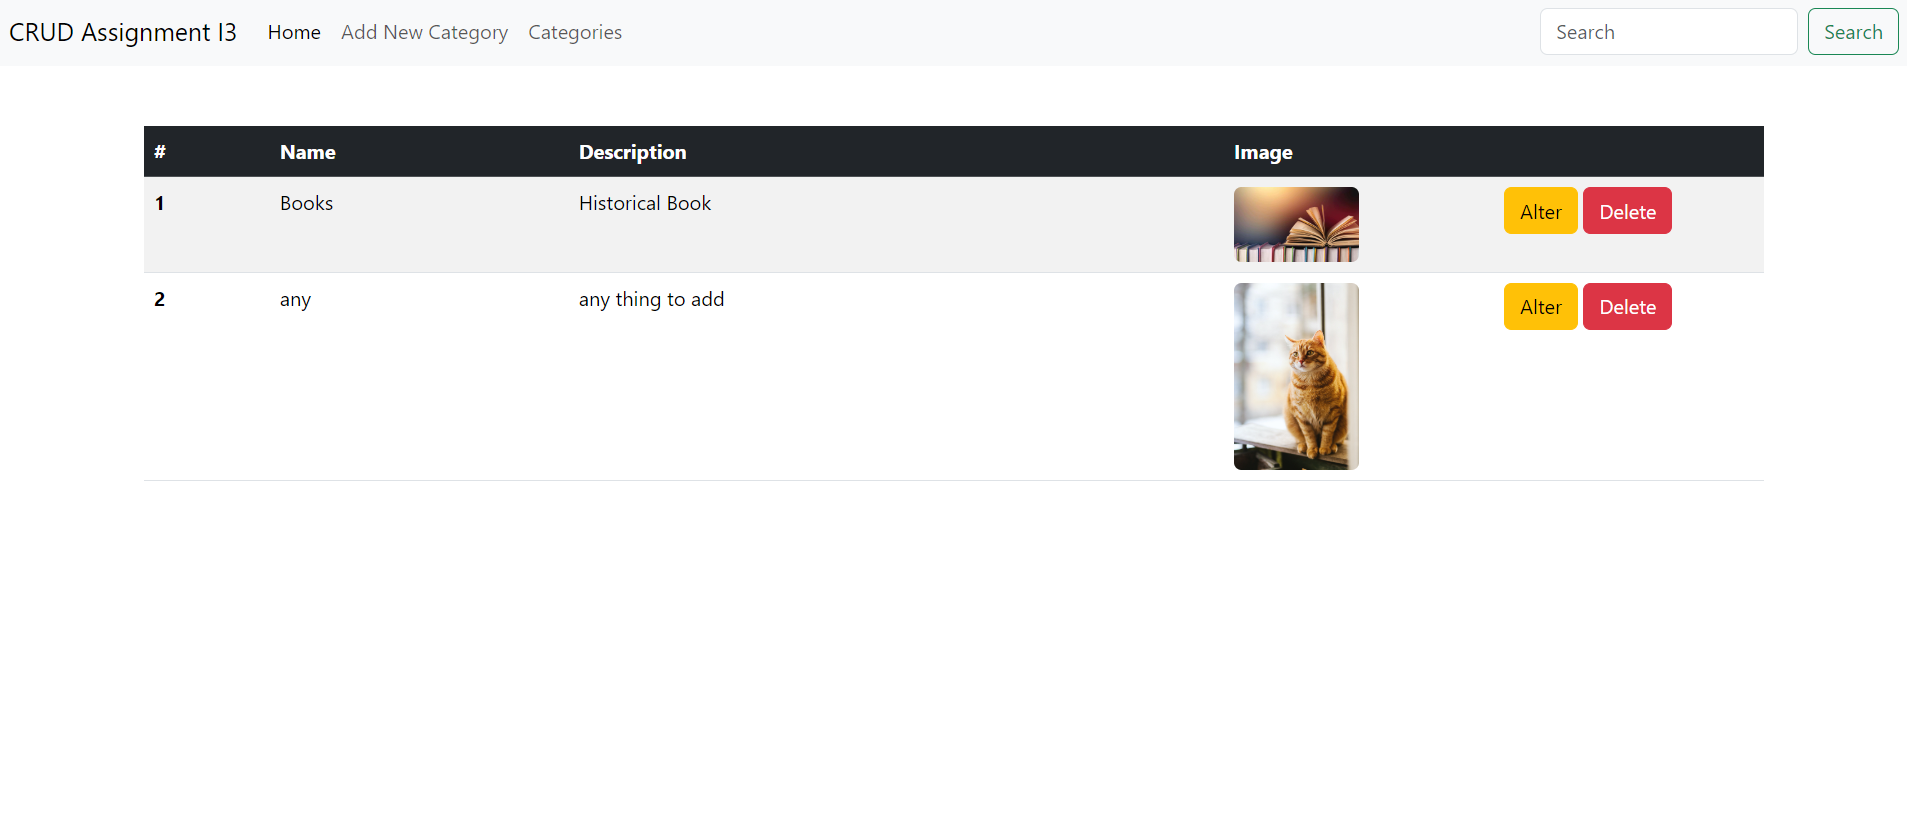 CRUD Assignment I3 Home Add New Category Categories Search Search
# Name Description Image
1 Books Historical Book Alter Delete
2 any any thing to add Alter Delete